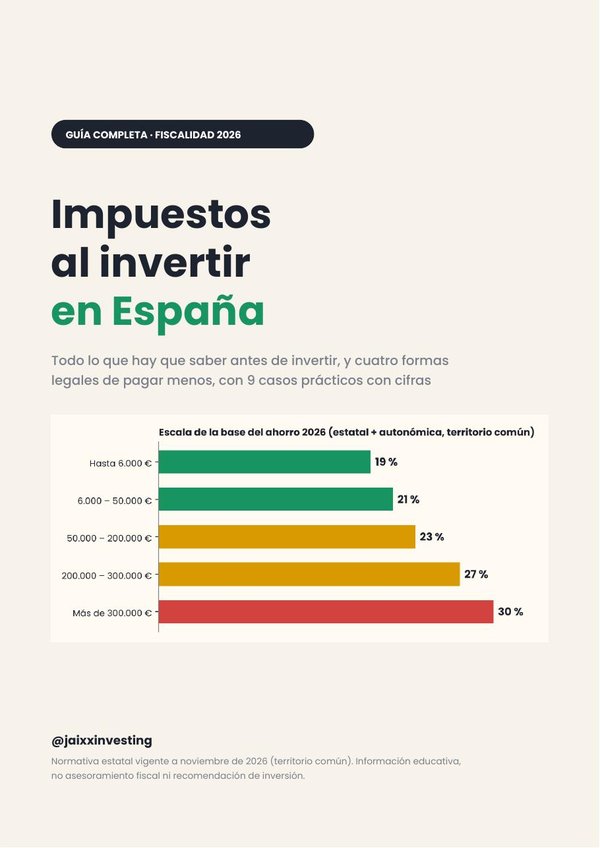 GUÍA COMPLETA · FISCALIDAD 2026
Impuestos
al invertir
en España
Todo lo que hay que saber antes de invertir, y cuatro formas
legales de pagar menos, con 9 casos prácticos con cifras
Escala de la base del ahorro 2026 (estatal + autonómica, territorio común)
Hasta 6.000 € 19 %
6.000 – 50.000 € 21 %
50.000 – 200.000 € 23 %
200.000 – 300.000 € 27 %
Más de 300.000 € 30 %
@jaixxinvesting
Normativa estatal vigente a noviembre de 2026 (territorio común). Información educativa,
no asesoramiento fiscal ni recomendación de inversión.